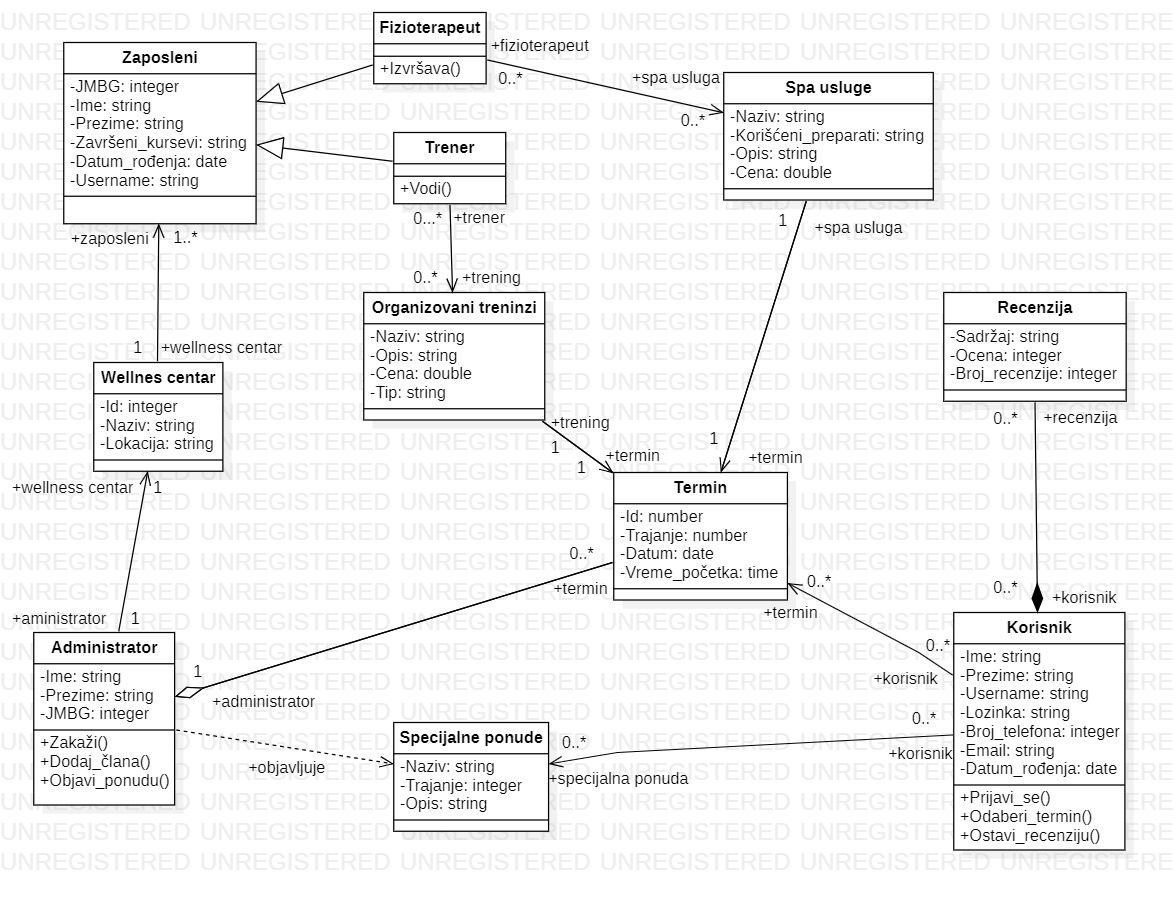 Zaposleni
-JMBG: integer
-Ime: string
-Prezime: string
-Završeni_kursevi: string
-Datum_rođenja: date
-Username: string
Fizioterapeut
+Izvršava()
+fizioterapeut
0..*
+spa usluga
0..*
Spa usluge
-Naziv: string
-Korišćeni_preparati: string
-Opis: string
-Cena: double
Trener
+Vodi()
0...*
+trener
0..*
+trening
+zaposleni
1..*
1
+spa usluga
Organizovani treninzi
-Naziv: string
-Opis: string
-Cena: double
-Tip: string
Recenzija
-Sadržaj: string
-Ocena: integer
-Broj_recenzije: integer
1
+wellness centar
Wellnes centar
-Id: integer
-Naziv: string
-Lokacija: string
+trening
1
1
+termin
1
+termin
0..*
+recenzija
+wellness centar
1
Termin
-Id: number
-Trajanje: number
-Datum: date
-Vreme_početka: time
0..*
+termin
0..*
+termin
0..*
+korisnik
+aministrator
1
Administrator
-Ime: string
-Prezime: string
-JMBG: integer
+Zakaži()
+Dodaj_člana()
+Objavi_ponudu()
1
+administrator
0..*
+korisnik
Korisnik
-Ime: string
-Prezime: string
-Username: string
-Lozinka: string
-Broj_telefona: integer
-Email: string
-Datum_rođenja: date
+Prijavi_se()
+Odaberi_termin()
+Ostavi_recenziju()
0..*
+korisnik
+objavljuje
Specijalne ponude
-Naziv: string
-Trajanje: integer
-Opis: string
0..*
+specijalna ponuda
UNREGISTERED